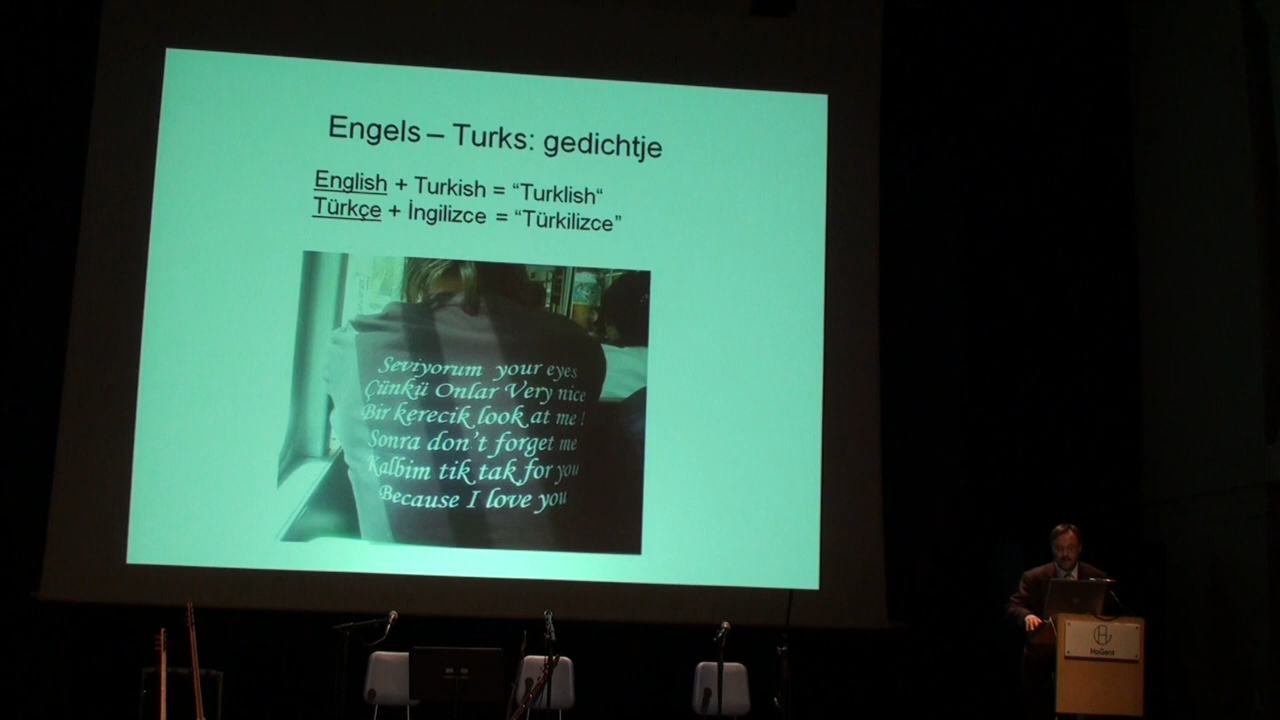 Engels – Turks: gedichtje
English + Turkish = “Turklish“
Türkçe + İngilizce = “Türkilizce”
Seviyorum your eyes
Çünkü Onlar Very nice
Bir kerecik look at me !
Sonra don't forget me
Kalbim tik tak for you
Because I love you
HoGent